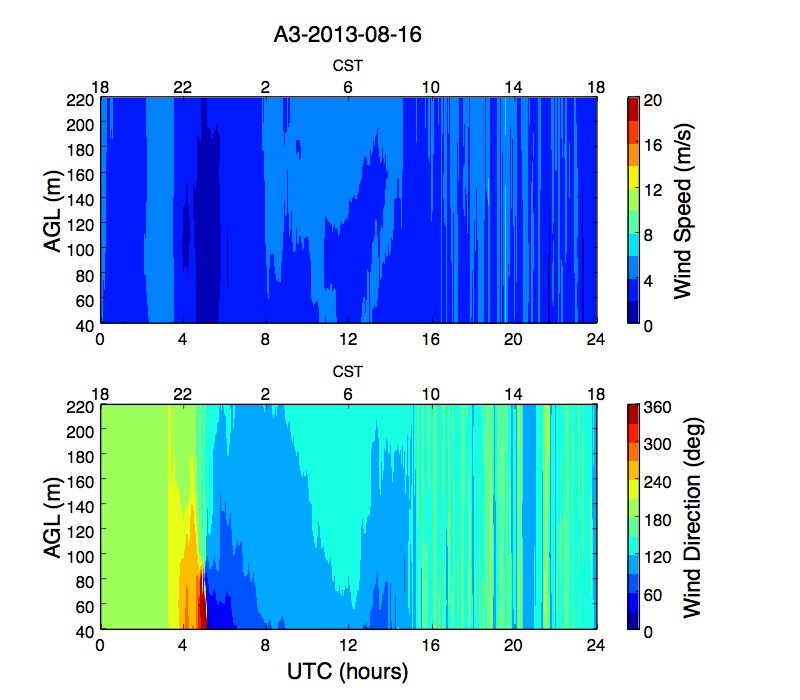 A3-2013-08-16
CST
18 22 2 6 10 14 18
220
200
180
160
140
120
100
80
60
40
AGL (m)
0 4 8 12 16 20 24
20
16
12
8
4
0
Wind Speed (m/s)
CST
18 22 2 6 10 14 18
220
200
180
160
140
120
100
80
60
40
AGL (m)
0 4 8 12 16 20 24
UTC (hours)
360
300
240
180
120
60
0
Wind Direction (deg)